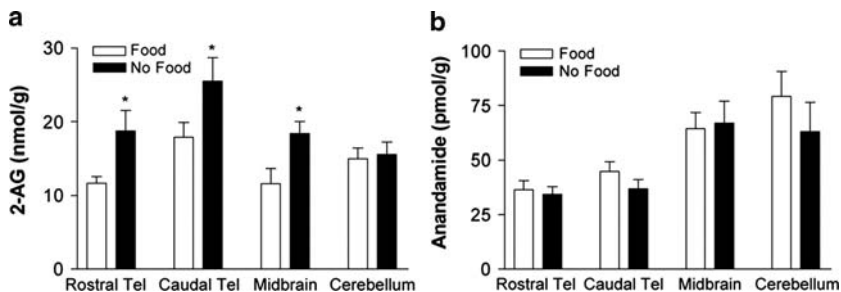 a
30
20
10
0
2-AG (nmol/g)
Food
No Food
*
*
*
Rostral Tel Caudal Tel Midbrain Cerebellum
b
100
75
50
25
0
Anandamide (pmol/g)
Food
No Food
Rostral Tel Caudal Tel Midbrain Cerebellum